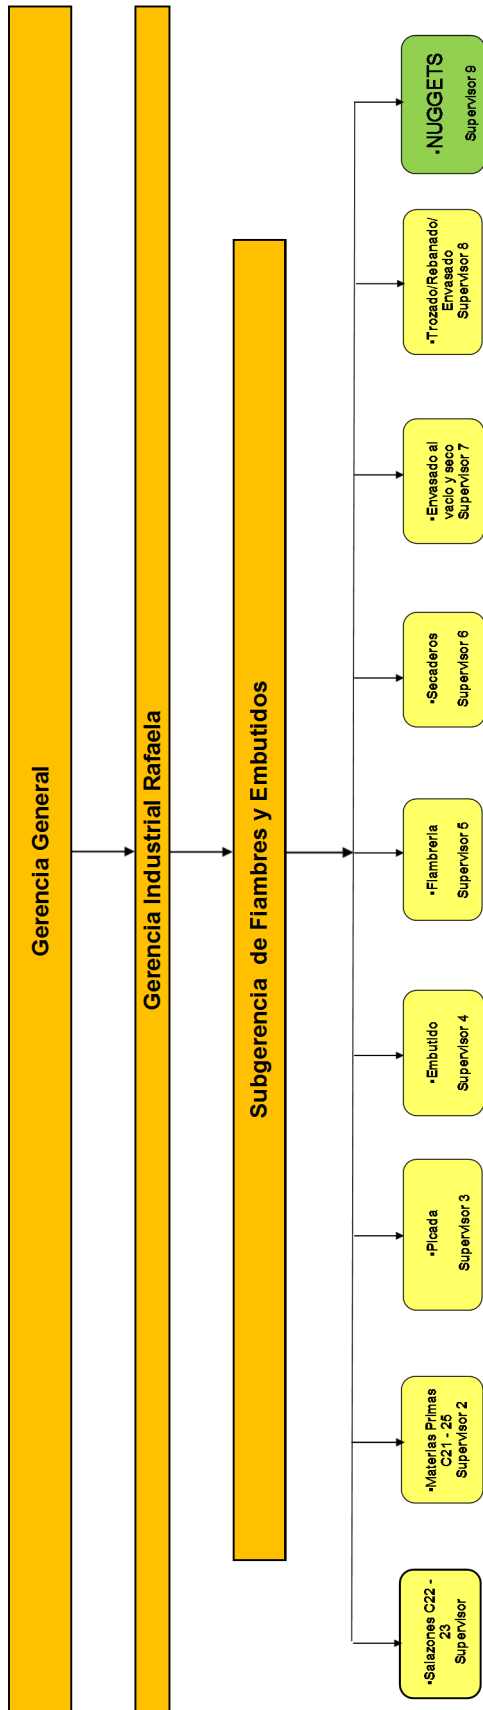 Gerencia General
Gerencia Industrial Rafaela
Subgerencia de Fiambres y Embutidos
▪Salazones C22 -
23
Supervisor
▪Materias Primas
C21 - 25
Supervisor 2
▪Picada
Supervisor 3
▪Embutido
Supervisor 4
▪Fiambrería
Supervisor 5
▪Secaderos
Supervisor 6
▪Envasado al
vacío y seco
Supervisor 7
▪Trozado/Rebanado/
Envasado
Supervisor 8
▪NUGGETS
Supervisor 9